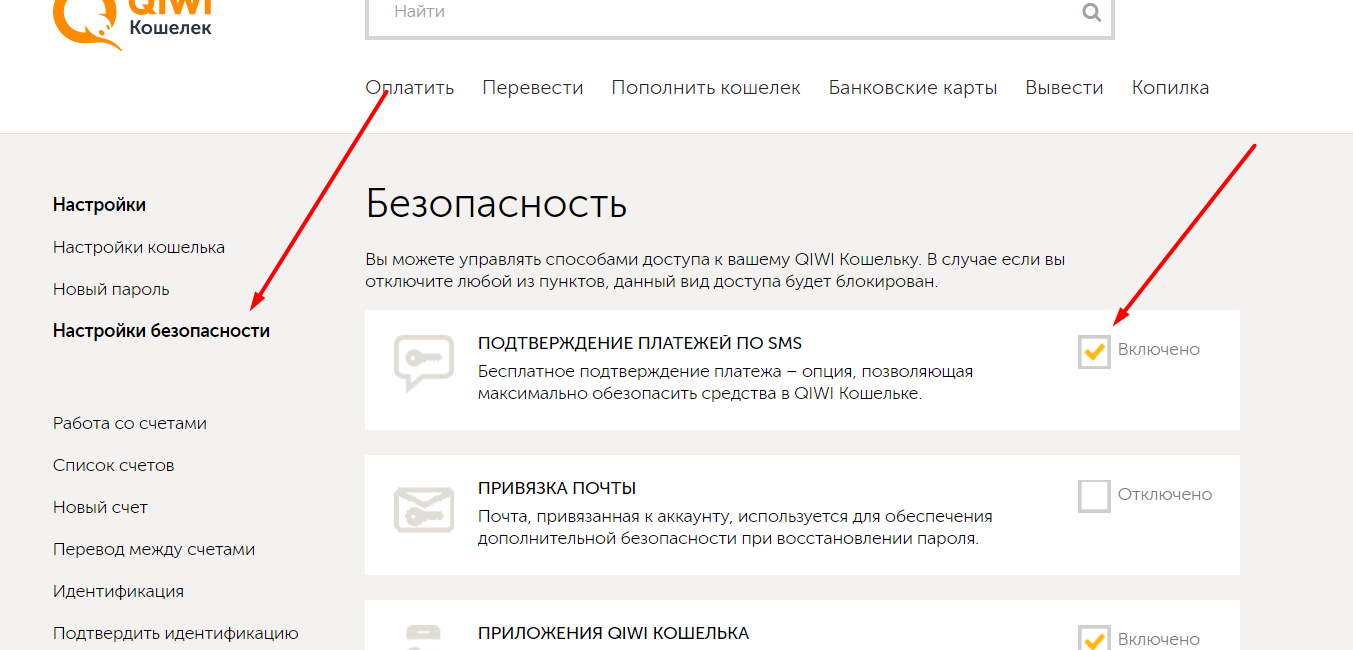 QIWI
Кошелек
Найти
Оплатить Перевести Пополнить кошелек Банковские карты Вывести Копилка
Настройки
Настройки кошелька
Новый пароль
Настройки безопасности
Работа со счетами
Список счетов
Новый счет
Перевод между счетами
Идентификация
Подтвердить идентификацию
Безопасность
Вы можете управлять способами доступа к вашему QIWI Кошельку. В случае если вы
отключите любой из пунктов, данный вид доступа будет блокирован.
ПОДТВЕРЖДЕНИЕ ПЛАТЕЖЕЙ ПО SMS
Бесплатное подтверждение платежа – опция, позволяющая
максимально обезопасить средства в QIWI Кошельке.
Включено
ПРИВЯЗКА ПОЧТЫ
Почта, привязанная к аккаунту, используется для обеспечения
дополнительной безопасности при восстановлении пароля.
Отключено
ПРИЛОЖЕНИЯ QIWI КОШЕЛЬКА
Включено